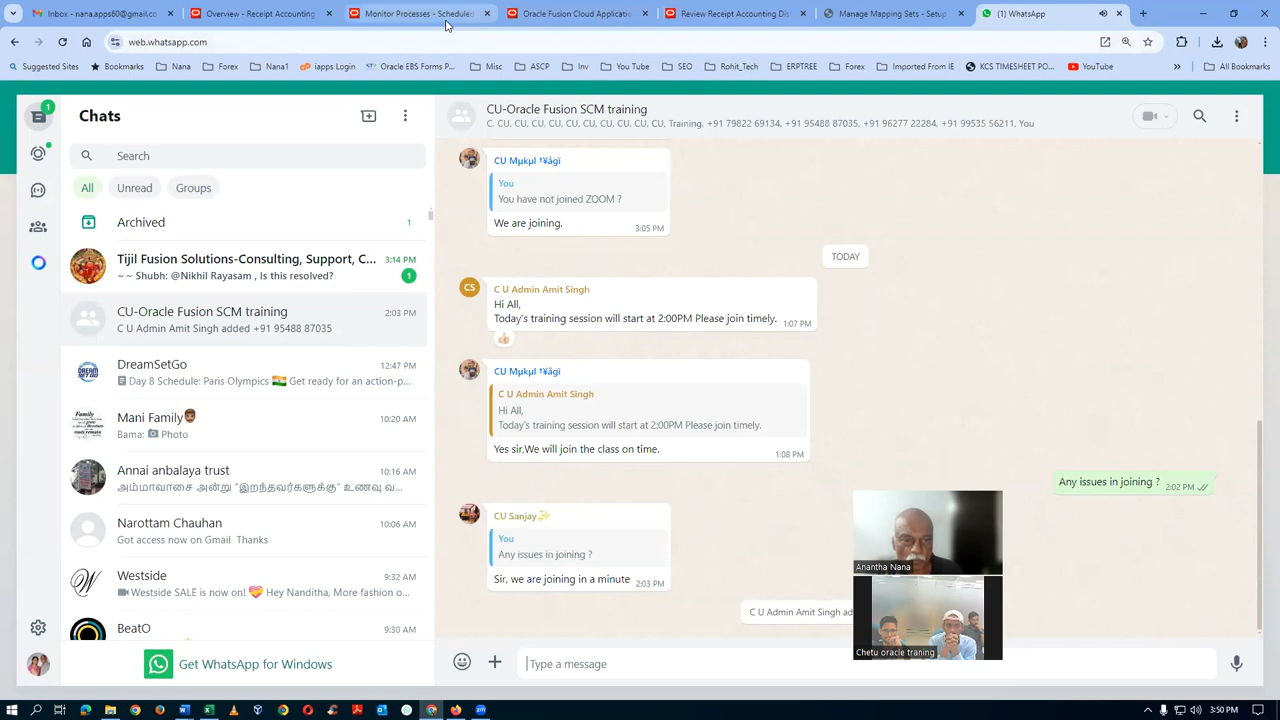 Inbox - nanas60@gmail.co
Overview - Receipt Accounting
Monitor Processes - Scheduled
Oracle Fusion Cloud Application
Review Receipt Accounting Dis
Manage Mapping Sets - Setup
(1) WhatsApp
web.whatsapp.com
Suggested Sites
Bookmarks
Nana
Forex
Nana1
iapps Login
Oracle EBS Forms P...
Misc
ASCP
Inv
You Tube
SEO
Rohit_Tech
ERPTREE
Forex
Imported From IE
KCS TIMESHEET PO...
YouTube
All Bookmarks
1
Chats
Search
All
Unread
Groups
Archived
1
Tijil Fusion Solutions-Consulting, Support, C...
3:14 PM
~ ~ Shubh: @Nikhil Rayasam , Is this resolved?
1
CU-Oracle Fusion SCM training
2:03 PM
C U Admin Amit Singh added +91 95488 87035
DreamSetGo
12:47 PM
Day 8 Schedule: Paris Olympics 🇮🇳 Get ready for an action-p...
Mani Family👨🏽
10:20 AM
Bama: Photo
Annai anbalaya trust
10:16 AM
அம்மாவாசை அன்று "இறந்தவர்களுக்கு" உணவு வ...
Narottam Chauhan
10:06 AM
Got access now on Gmail Thanks
Westside
9:32 AM
Westside SALE is now on! 💝 Hey Nanditha, More fashion o...
BeatO
9:30 AM
Get WhatsApp for Windows
CU-Oracle Fusion SCM training
C. CU, CU, CU, CU, CU, CU, CU, CU, CU, CU, Training, +91 79822 69134, +91 95488 87035, +91 96277 22284, +91 99535 56211, You
You
You have not joined ZOOM ?
We are joining.
3:05 PM
TODAY
CS
C U Admin Amit Singh
Hi All,
Today's training session will start at 2:00PM Please join timely.
1:07 PM
C U Admin Amit Singh
Hi All,
Today's training session will start at 2:00PM Please join timely.
Yes sir,We will join the class on time.
1:08 PM
Any issues in joining ?
2:02 PM
CU Sanjay✨
You
Any issues in joining ?
Sir, we are joining in a minute
2:03 PM
C U Admin Amit Singh ad
Anantha Nana
Chetu oracle traning
Type a message
3:50 PM